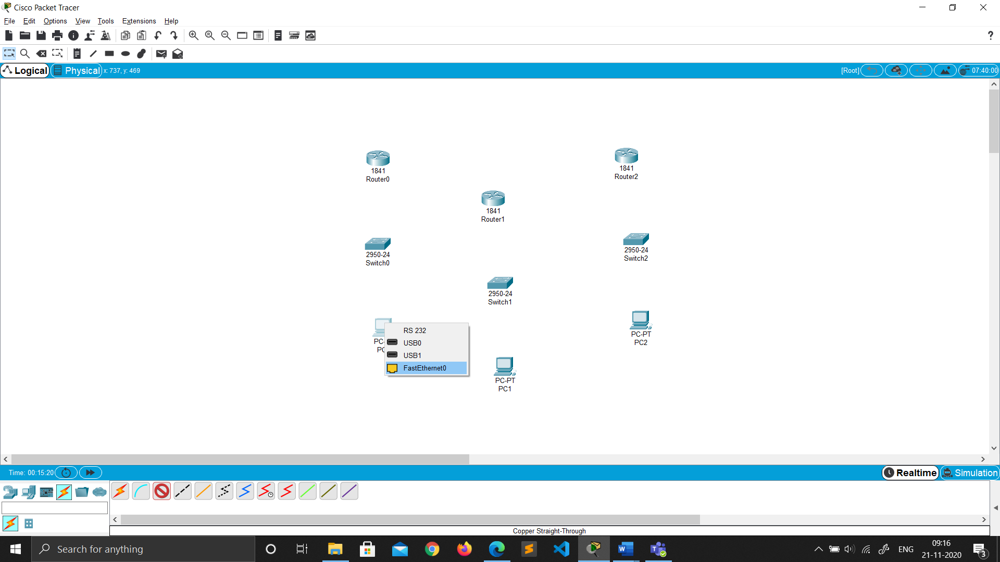 Cisco Packet Tracer
File Edit Options View Tools Extensions Help
?
Logical Physical x: 737, y: 469 [Root] 07:40:00
1841
Router0
1841
Router2
1841
Router1
2950-24
Switch0
2950-24
Switch2
2950-24
Switch1
RS 232
USB0
USB1
FastEthernet0
PC-PT
PC2
PC-PT
PC1
Time: 00:15:20 Realtime Simulation
Copper Straight-Through
Search for anything
ENG
09:16
21-11-2020
3